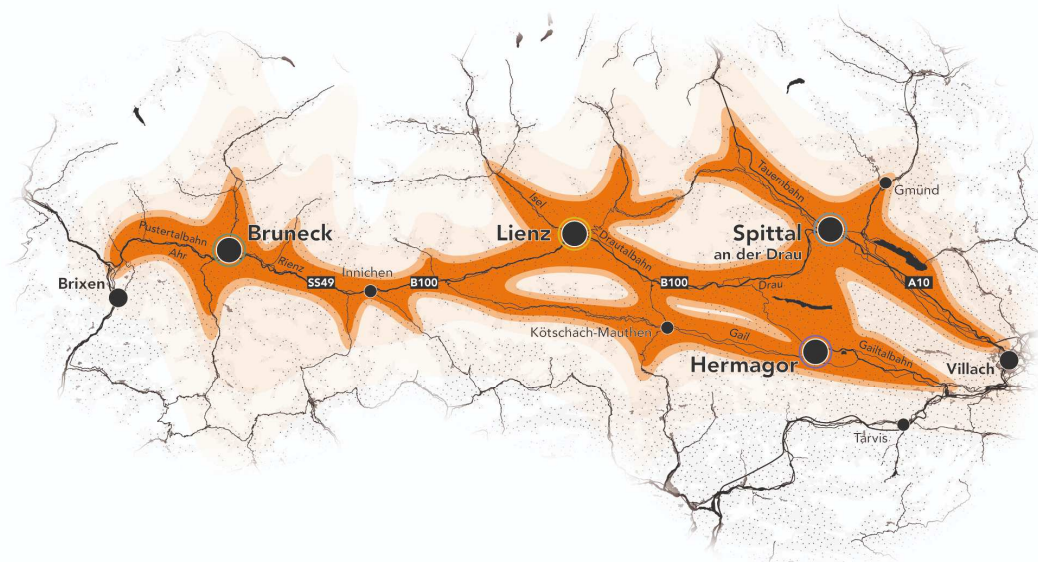 Tauernbahn
Gmünd
Isel
Pustertalbahn
Ahr
Bruneck
Lienz
Drautalbahn
Spittal
an der Drau
Rienz
Innichen
Brixen
SS49
B100
B100
Drau
A10
Kötschach-Mauthen
Gail
Gailtalbahn
Hermagor
Villach
Tarvis